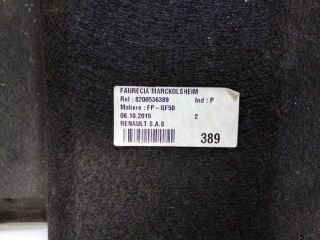 FAURECIA MARCKOLSHEIM
Ref : 8200536389 Ind : P
Matiere : FP - GF50
06.10.2015 2
RENAULT S.A.S
389